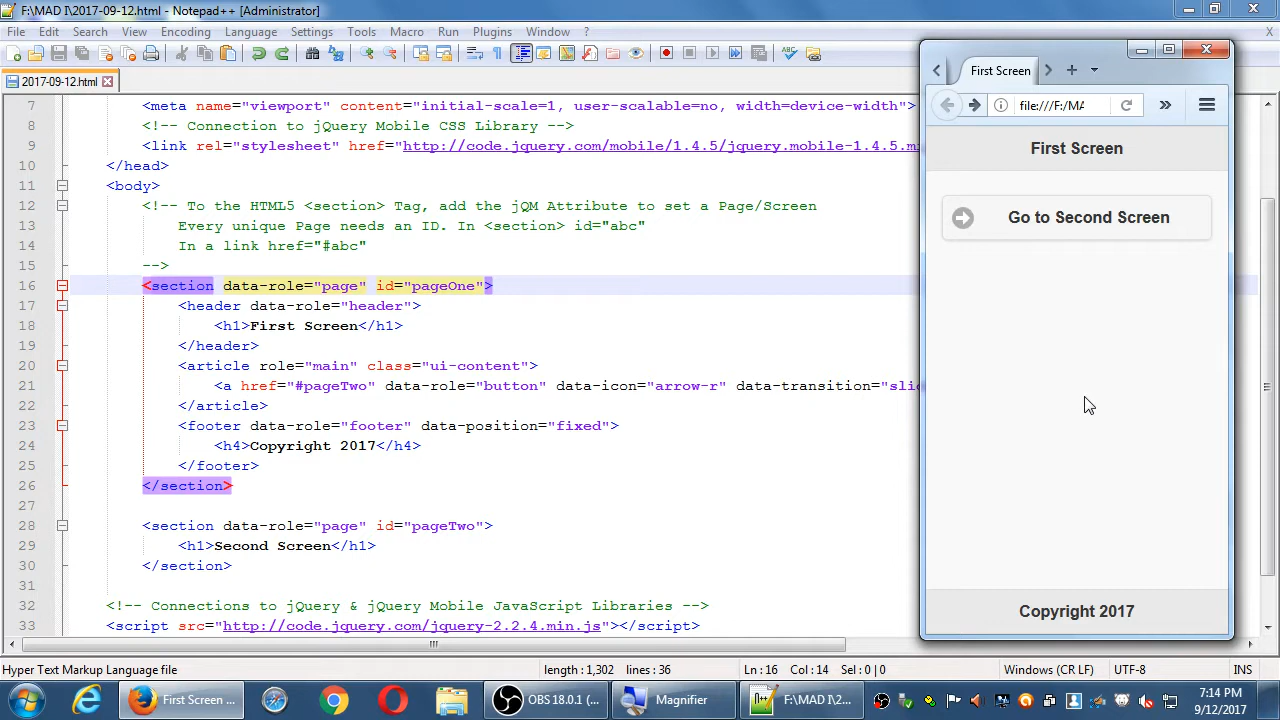 F:\MAD I\2017-09-12.html - Notepad++ [Administrator]
File Edit Search View Encoding Language Settings Tools Macro Run Plugins Window ? X
2017-09-12.html
7 <meta name="viewport" content="initial-scale=1, user-scalable=no, width=device-width">
8 <!-- Connection to jQuery Mobile CSS Library -->
9 <link rel="stylesheet" href="http://code.jquery.com/mobile/1.4.5/jquery.mobile-1.4.5.m
10 </head>
11 <body>
12 <!-- To the HTML5 <section> Tag, add the jQM Attribute to set a Page/Screen
13 Every unique Page needs an ID. In <section> id="abc"
14 In a link href="#abc"
15 -->
16 <section data-role="page" id="pageOne">
17 <header data-role="header">
18 <h1>First Screen</h1>
19 </header>
20 <article role="main" class="ui-content">
21 <a href="#pageTwo" data-role="button" data-icon="arrow-r" data-transition="slid
22 </article>
23 <footer data-role="footer" data-position="fixed">
24 <h4>Copyright 2017</h4>
25 </footer>
26 </section>
27
28 <section data-role="page" id="pageTwo">
29 <h1>Second Screen</h1>
30 </section>
31
32 <!-- Connections to jQuery & jQuery Mobile JavaScript Libraries -->
33 <script src="http://code.jquery.com/jquery-2.2.4.min.js"></script>
First Screen
file:///F:/MA
First Screen
Go to Second Screen
Copyright 2017
Hyper Text Markup Language file length : 1,302 lines : 36 Ln : 16 Col : 14 Sel : 0 | 0 Windows (CR LF) UTF-8 INS
First Screen ... OBS 18.0.1 (... Magnifier F:\MAD I\2... 7:14 PM
9/12/2017